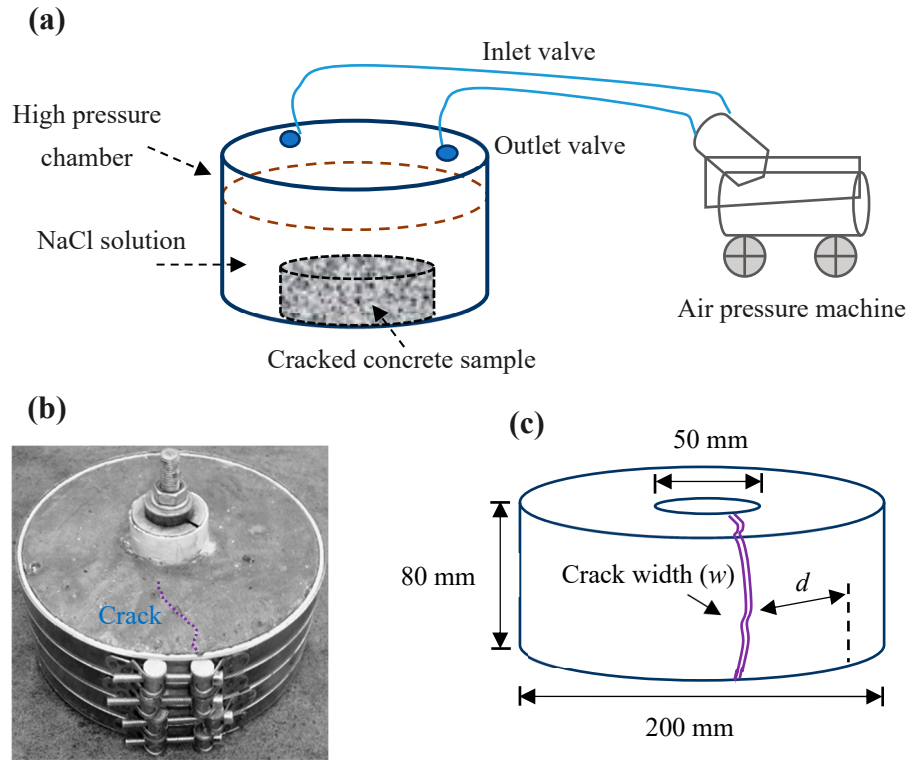 (a)
Inlet valve
High pressure
chamber
Outlet valve
NaCl solution
Air pressure machine
Cracked concrete sample
(b)
(c)
50 mm
80 mm
Crack width (w)
d
Crack
200 mm